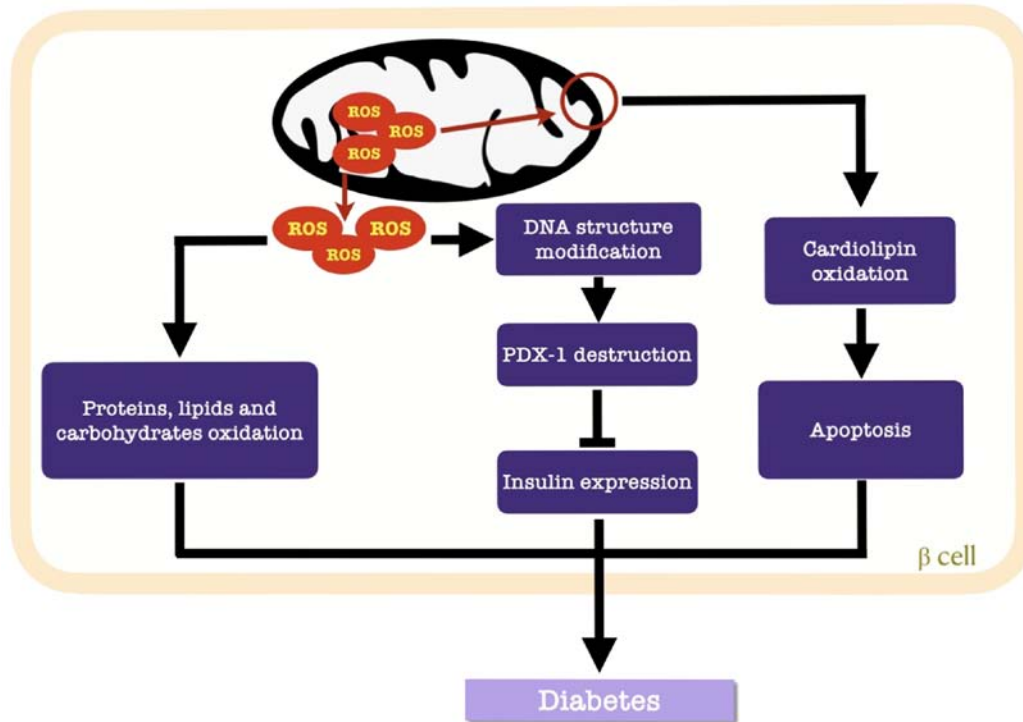 ROS
ROS
ROS
ROS
ROS
ROS
DNA structure
modification
Cardiolipin
oxidation
PDX-1 destruction
Proteins, lipids and
carbohydrates oxidation
Apoptosis
Insulin expression
β cell
Diabetes